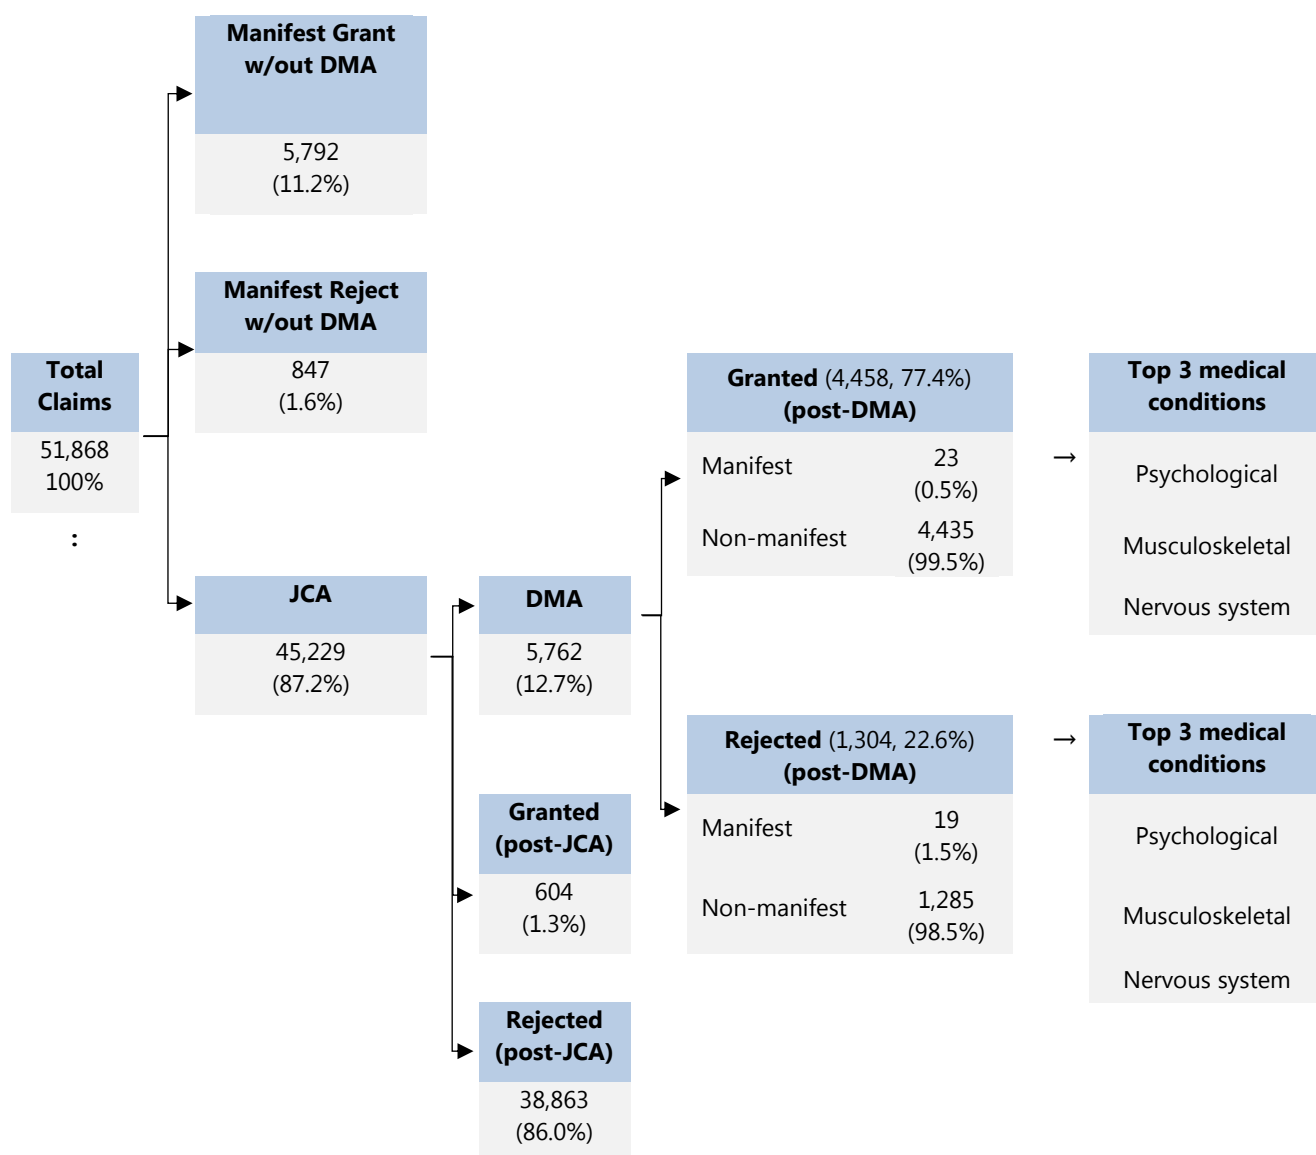 Manifest Grant
w/out DMA
5,792
(11.2%)
Manifest Reject
w/out DMA
847
(1.6%)
Total
Claims
51,868
100%
:
JCA
45,229
(87.2%)
DMA
5,762
(12.7%)
Granted
(post-JCA)
604
(1.3%)
Rejected
(post-JCA)
38,863
(86.0%)
Granted (4,458, 77.4%)
(post-DMA)
Manifest 23
(0.5%)
Non-manifest 4,435
(99.5%)
→
Top 3 medical
conditions
Psychological
Musculoskeletal
Nervous system
Rejected (1,304, 22.6%)
(post-DMA)
Manifest 19
(1.5%)
Non-manifest 1,285
(98.5%)
→
Top 3 medical
conditions
Psychological
Musculoskeletal
Nervous system